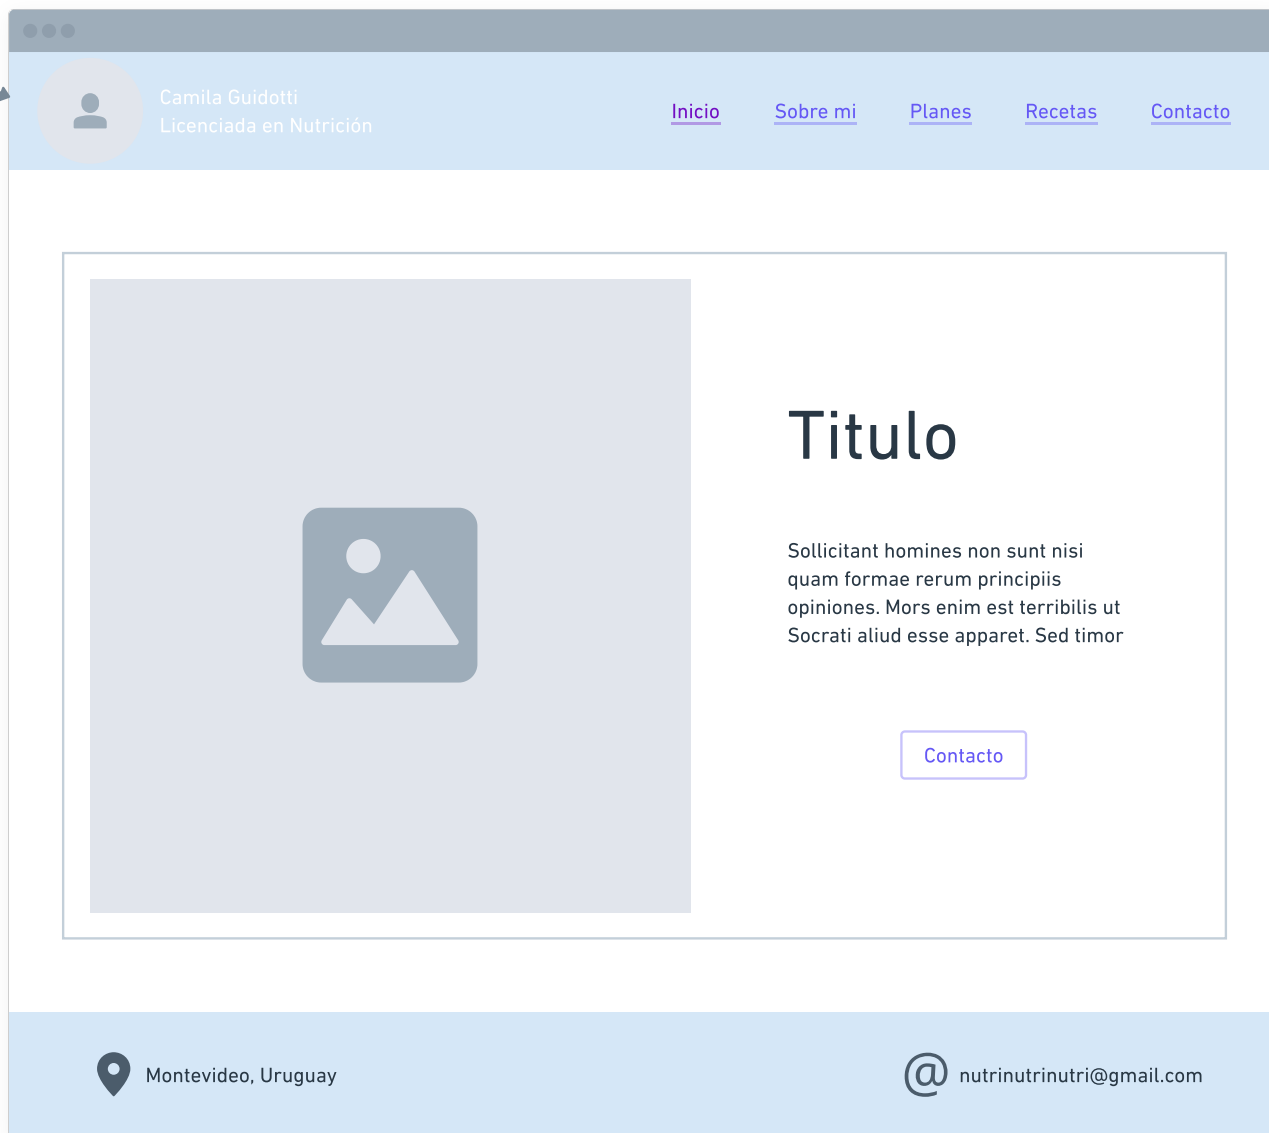 Camila Guidotti
Licenciada en Nutrición
Inicio
Sobre mi
Planes
Recetas
Contacto
Titulo
Sollicitant homines non sunt nisi
quam formae rerum principiis
opiniones. Mors enim est terribilis ut
Socrati aliud esse apparet. Sed timor
Contacto
Montevideo, Uruguay
@ nutrinutrinutri@gmail.com